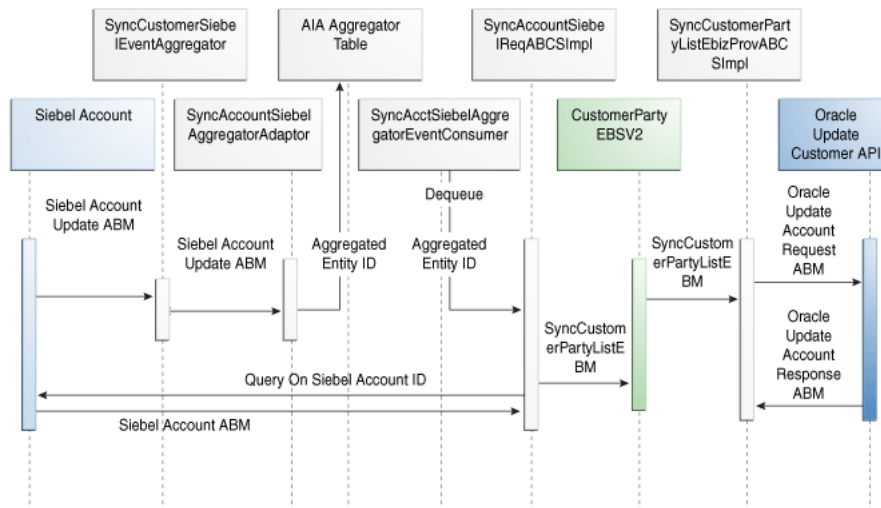 SyncCustomerSiebe
lEventAggregator
AIA Aggregator
Table
SyncAccountSiebe
lReqABCSImpl
SyncCustomerPart
yListEbizProvABC
SImpl
Siebel Account
SyncAccountSiebel
AggregatorAdaptor
SyncAcctSiebelAggre
gatorEventConsumer
CustomerParty
EBSV2
Oracle
Update
Customer API
Siebel Account
Update ABM
Siebel Account
Update ABM
Aggregated
Entity ID
Dequeue
Aggregated
Entity ID
SyncCustom
erPartyListE
BM
SyncCustom
erPartyListE
BM
Oracle
Update
Account
Request
ABM
Oracle
Update
Account
Response
ABM
Query On Siebel Account ID
Siebel Account ABM